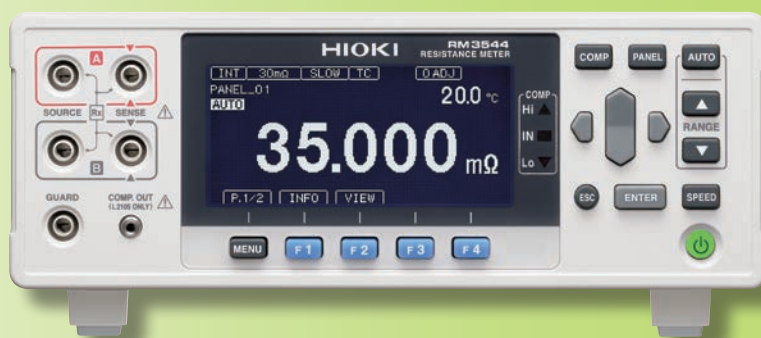 HIOKI
RM3544
RESISTANCE METER
A
SOURCE Rx SENSE
B
GUARD
COMP. OUT
(L2105 ONLY)
INT 30mΩ SLOW TC 0 ADJ
PANEL_01
AUTO
20.0 °C
35.000 mΩ
P.1/2 INFO VIEW
COMP
Hi
IN
Lo
MENU F1 F2 F3 F4
COMP PANEL AUTO
RANGE
ESC ENTER SPEED